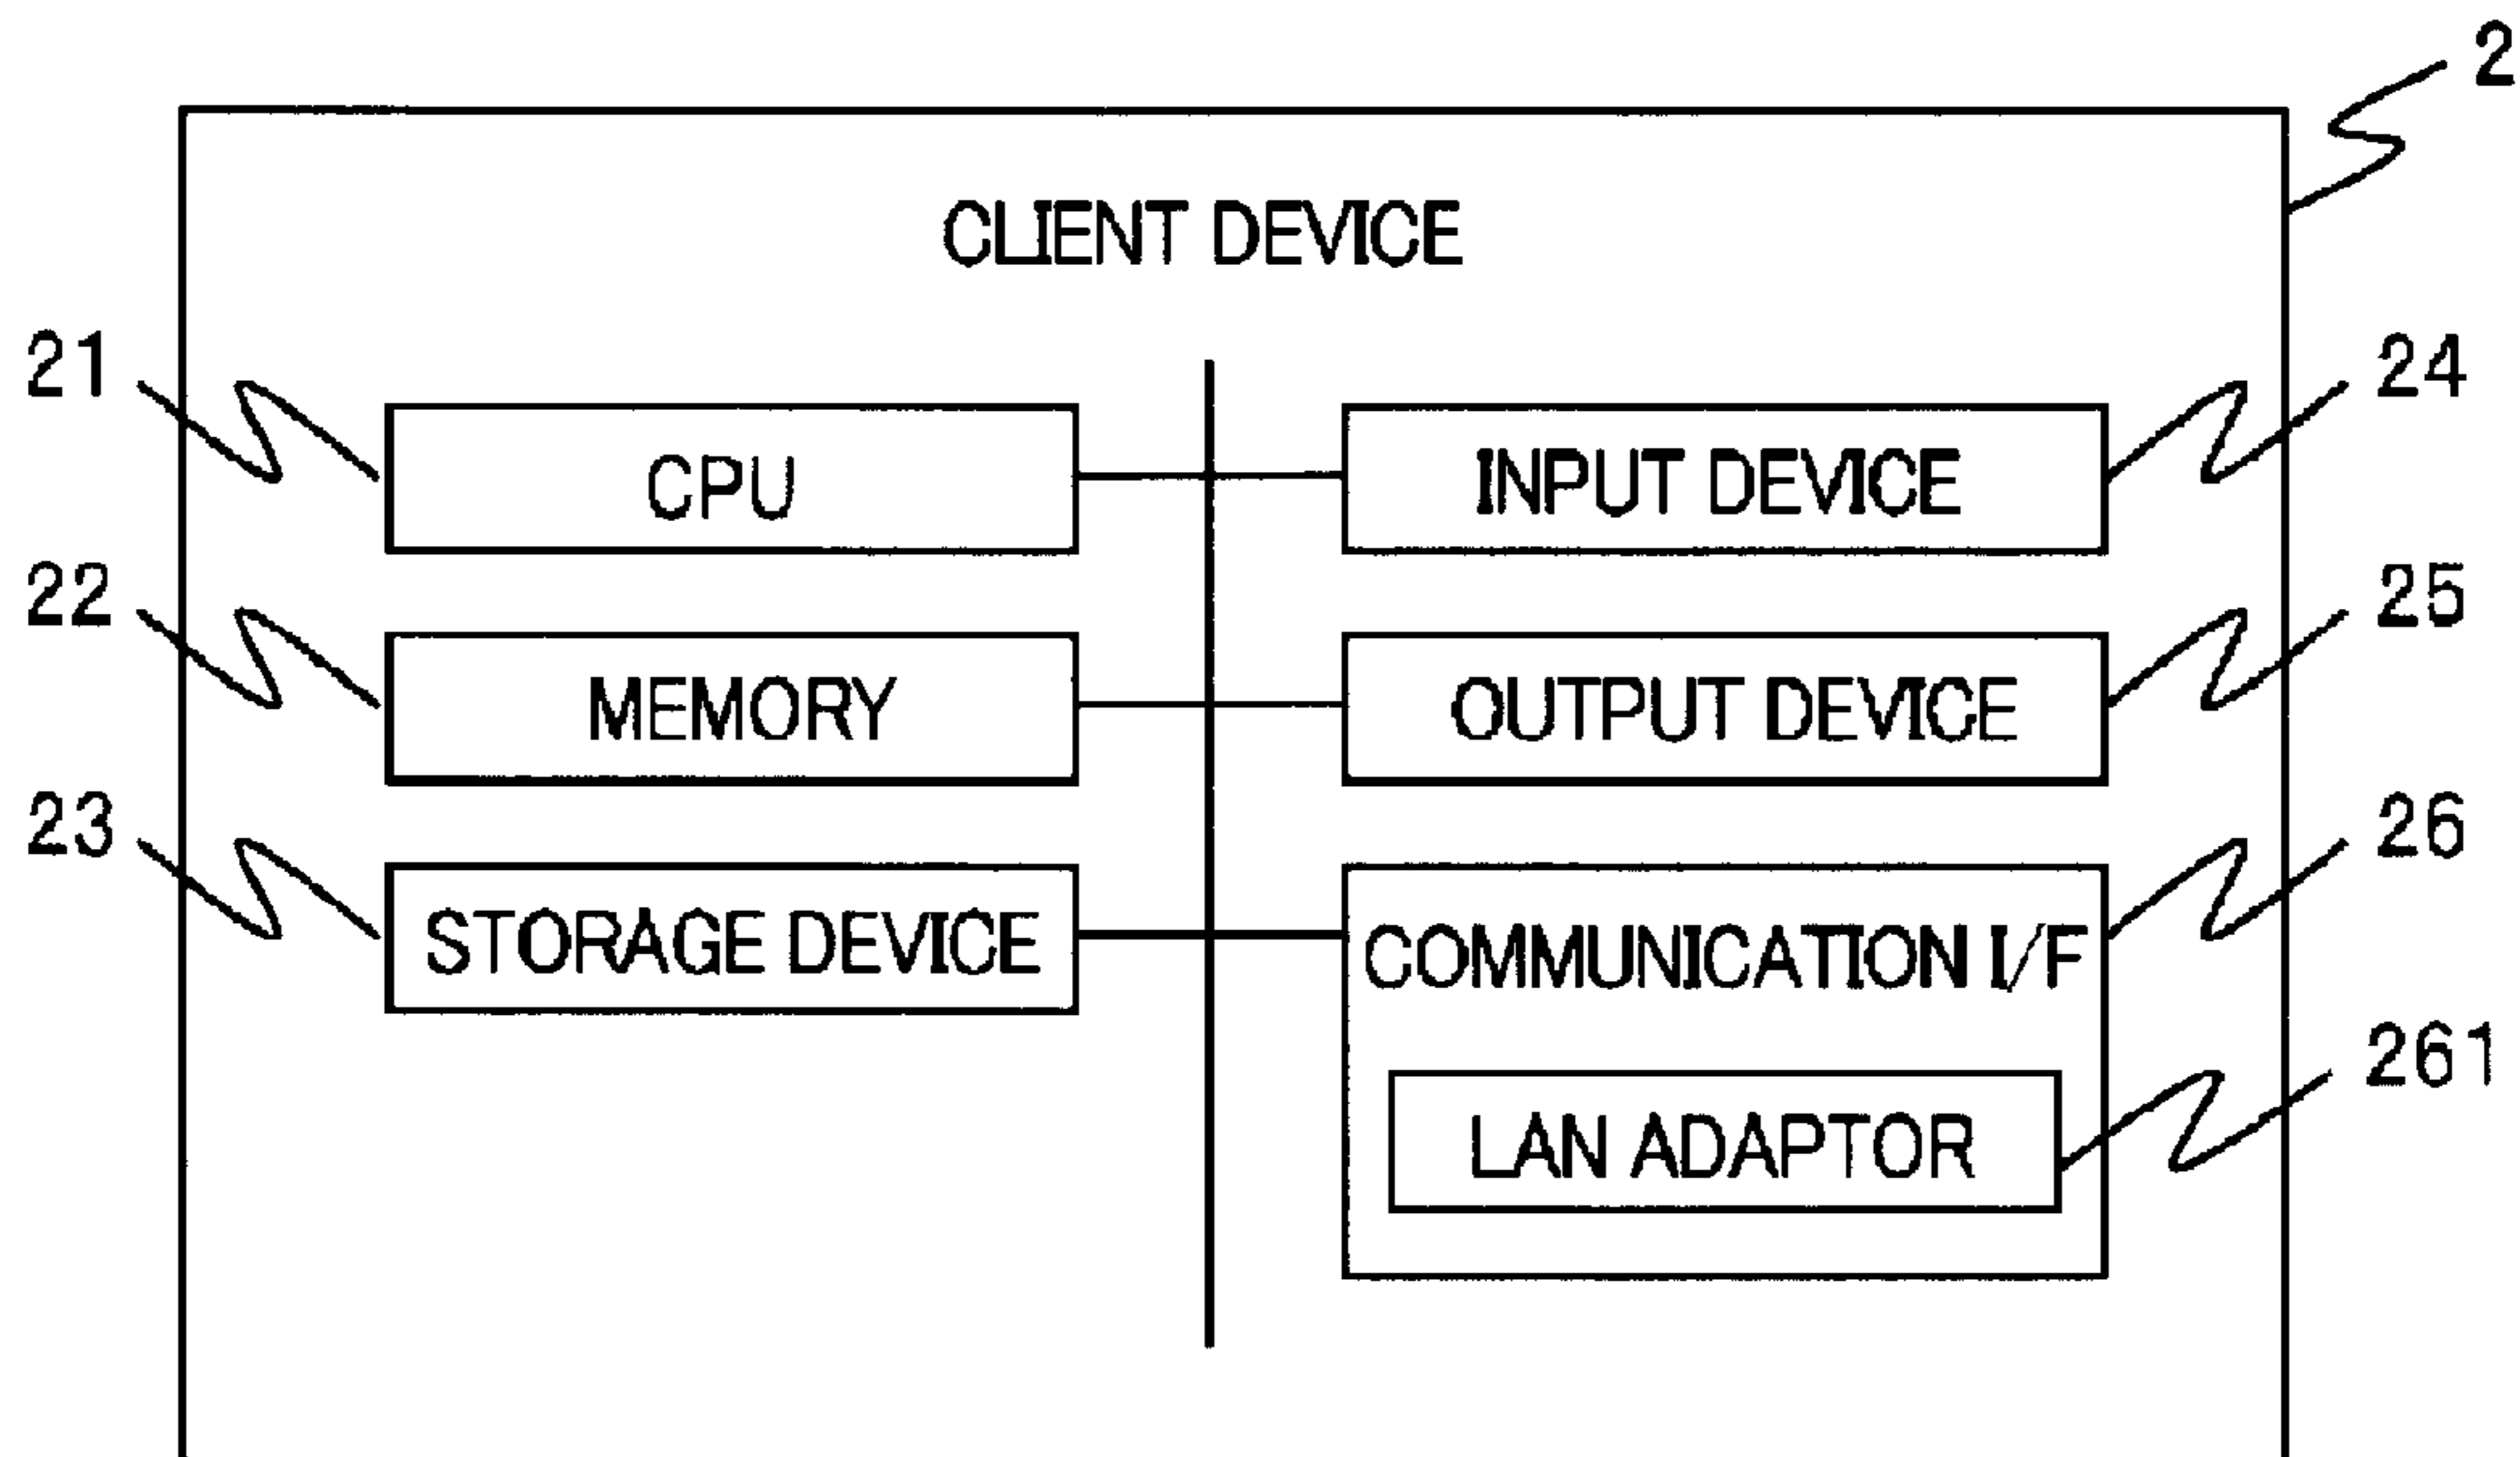 2
CLIENT DEVICE
21
CPU
INPUT DEVICE
24
22
MEMORY
OUTPUT DEVICE
25
23
STORAGE DEVICE
COMMUNICATION I/F
26
LAN ADAPTOR
261